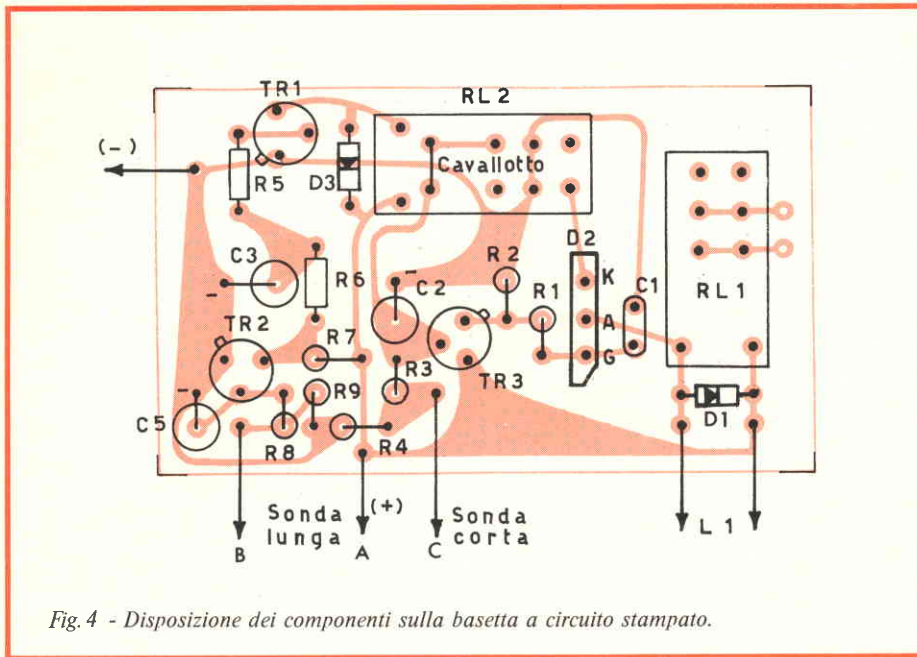 TR1
RL2
(-)
Cavallotto
R5
D3
D2
C3
R6
R2
K
C2
R1
C1
A
RL1
TR2
R7
G
R3
TR3
R9
D1
C5
R8
R4
(+)
Sonda lunga
Sonda corta
B
A
C
L1
Fig. 4 - Disposizione dei componenti sulla basetta a circuito stampato.